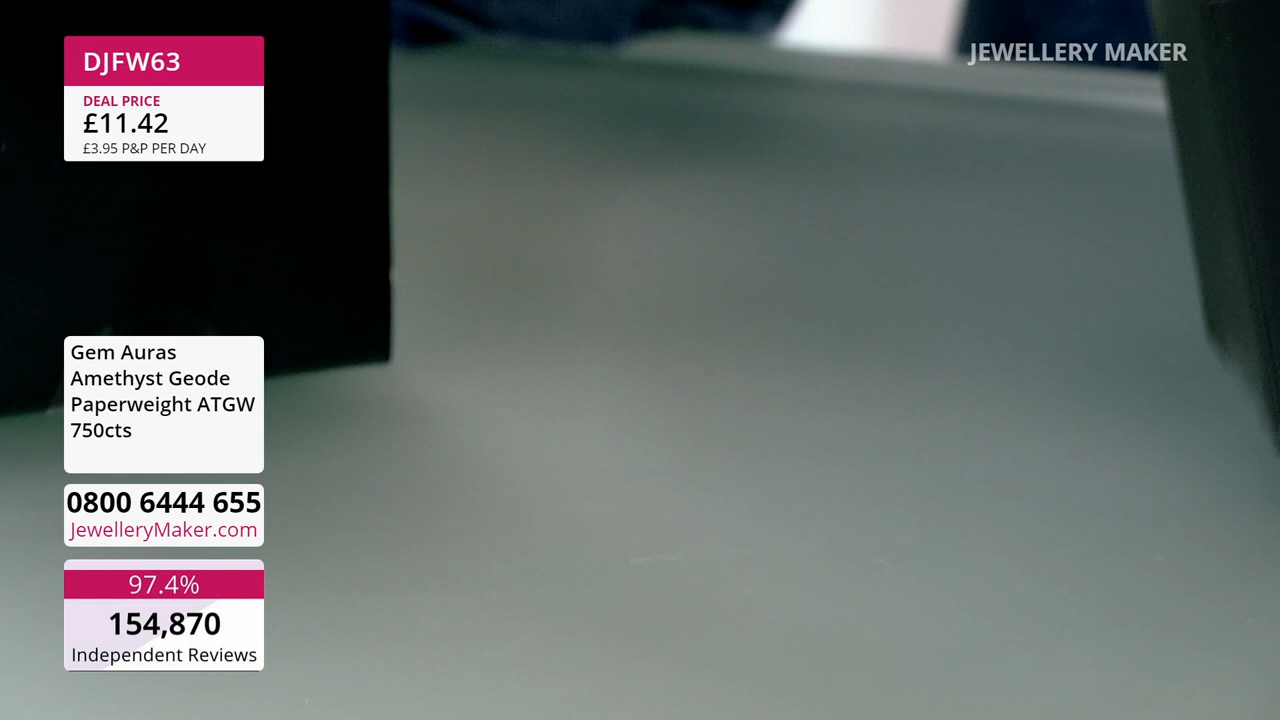 DJFW63
DEAL PRICE
£11.42
£3.95 P&P PER DAY
JEWELLERY MAKER
Gem Auras
Amethyst Geode
Paperweight ATGW
750cts
0800 6444 655
JewelleryMaker.com
97.4%
154,870
Independent Reviews